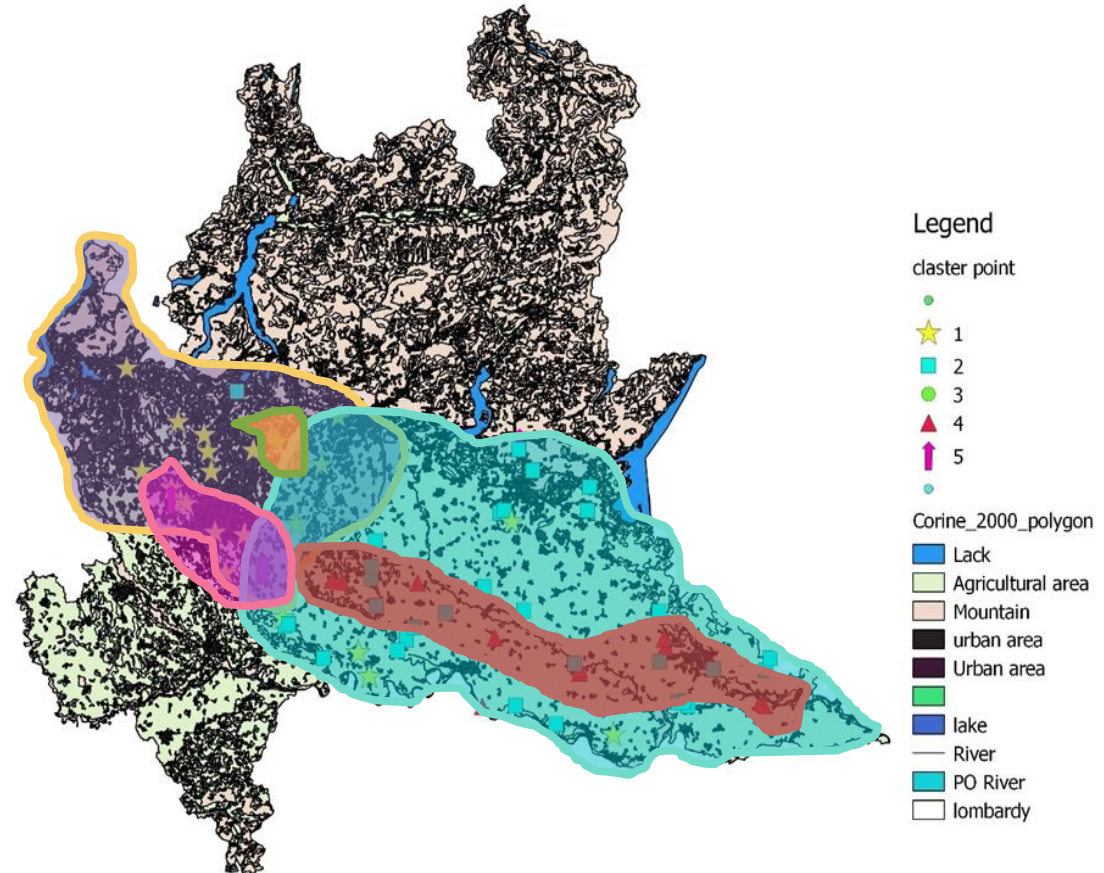 Legend
claster point
1
2
3
4
5
Corine_2000_polygon
Lack
Agricultural area
Mountain
urban area
Urban area
lake
River
PO River
lombardy